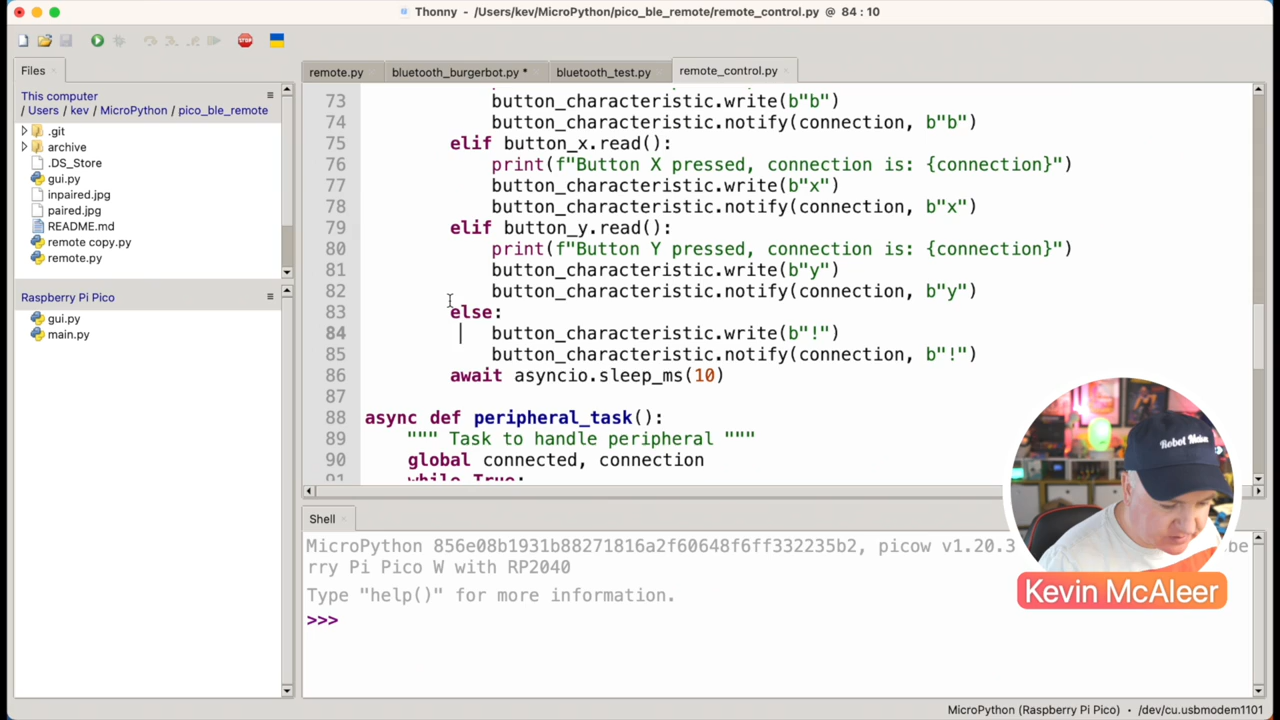 Thonny - /Users/kev/MicroPython/pico_ble_remote/remote_control.py @ 84 : 10
STOP
Files
This computer
/ Users / kev / MicroPython / pico_ble_remote
.git
archive
.DS_Store
gui.py
inpaired.jpg
paired.jpg
README.md
remote copy.py
remote.py
Raspberry Pi Pico
gui.py
main.py
remote.py
bluetooth_burgerbot.py *
bluetooth_test.py
remote_control.py
73 button_characteristic.write(b"b")
74 button_characteristic.notify(connection, b"b")
75 elif button_x.read():
76 print(f"Button X pressed, connection is: {connection}")
77 button_characteristic.write(b"x")
78 button_characteristic.notify(connection, b"x")
79 elif button_y.read():
80 print(f"Button Y pressed, connection is: {connection}")
81 button_characteristic.write(b"y")
82 button_characteristic.notify(connection, b"y")
83 else:
84 button_characteristic.write(b"!")
85 button_characteristic.notify(connection, b"!")
86 await asyncio.sleep_ms(10)
87
88 async def peripheral_task():
89 """ Task to handle peripheral """
90 global connected, connection
91 while True:
Shell
MicroPython 856e08b1931b88271816a2f60648f6ff332235b2, picow v1.20.3 be
rry Pi Pico W with RP2040
Type "help()" for more information.
>>>
Kevin McAleer
MicroPython (Raspberry Pi Pico) • /dev/cu.usbmodem1101